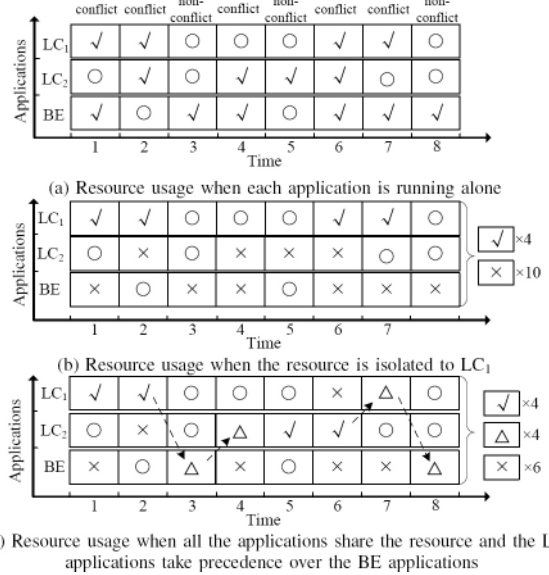 conflict conflict non-conflict conflict non-conflict conflict conflict non-conflict
Applications
LC1 √ √ ○ ○ ○ √ √ ○
LC2 ○ √ ○ √ √ √ ○ ○
BE √ ○ √ √ ○ √ √ √
1 2 3 4 5 6 7 8
Time
(a) Resource usage when each application is running alone
Applications
LC1 √ √ ○ ○ ○ √ √ ○
LC2 ○ × ○ × × × ○ ○
BE × ○ × × ○ × × ×
√ ×4
× ×10
1 2 3 4 5 6 7
Time
(b) Resource usage when the resource is isolated to LC1
Applications
LC1 √ √ ○ ○ ○ × △ ○
LC2 ○ × ○ △ √ √ ○ ○
BE × ○ △ × ○ × × △
√ ×4
△ ×4
× ×6
1 2 3 4 5 6 7 8
Time
) Resource usage when all the applications share the resource and the L
applications take precedence over the BE applications